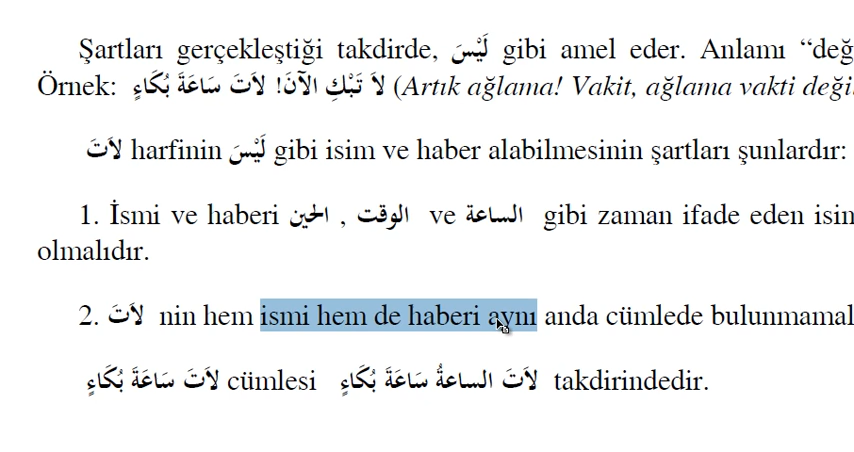 Şartları gerçekleştiği takdirde, لَيْسَ gibi amel eder. Anlamı “değ
Örnek: لاَ تَبْكِ الآنَ! لاَتَ سَاعَةَ بُكَاءٍ (Artık ağlama! Vakit, ağlama vakti deği
لاَتَ harfinin لَيْسَ gibi isim ve haber alabilmesinin şartları şunlardır:
1. İsmi ve haberi الحين , الوقت ve الساعة gibi zaman ifade eden isim
olmalıdır.
2. لاَتَ nin hem ismi hem de haberi aynı anda cümlede bulunmamal
لاَتَ سَاعَةَ بُكَاءٍ cümlesi لاَتَ الساعةُ سَاعَةَ بُكَاءٍ takdirindedir.